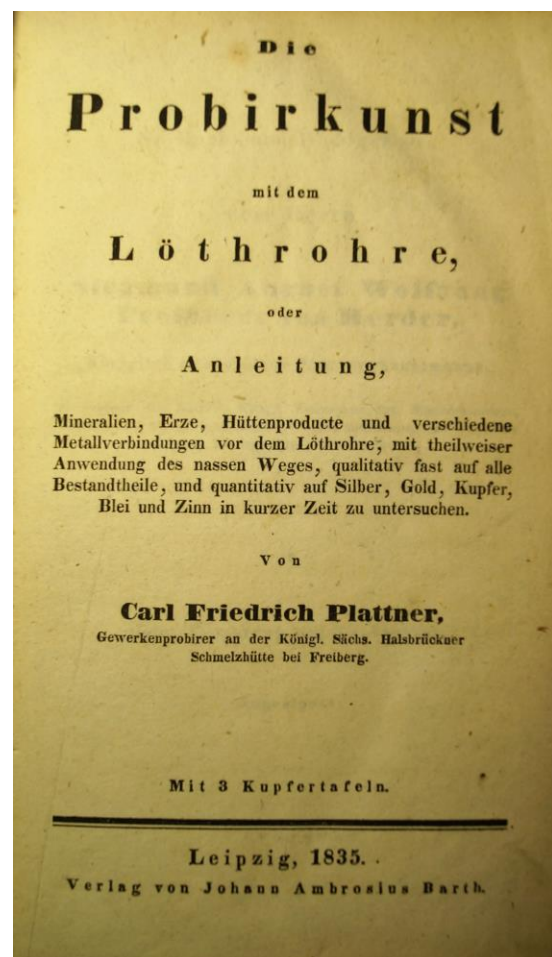 Die
Probirkunst
mit dem
Löthrohre,
oder
Anleitung,
Mineralien, Erze, Hüttenproducte und verschiedene
Metallverbindungen vor dem Löthrohre, mit theilweiser
Anwendung des nassen Weges, qualitativ fast auf alle
Bestandtheile, und quantitativ auf Silber, Gold, Kupfer,
Blei und Zinn in kurzer Zeit zu untersuchen.
Von
Carl Friedrich Plattner,
Gewerkenprobirer an der Königl. Sächs. Halsbrückner
Schmelzhütte bei Freiberg.
Mit 3 Kupfertafeln.
Leipzig, 1835.
Verlag von Johann Ambrosius Barth.